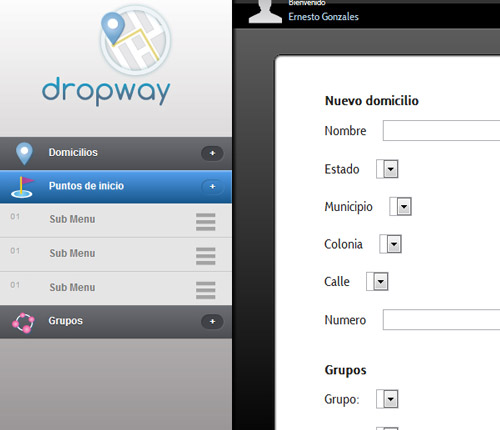 dropway
Domicilios
+
Puntos de inicio
+
01
Sub Menu
01
Sub Menu
01
Sub Menu
Grupos
+
Bienvenido
Ernesto Gonzales
Nuevo domicilio
Nombre
Estado
Municipio
Colonia
Calle
Numero
Grupos
Grupo: